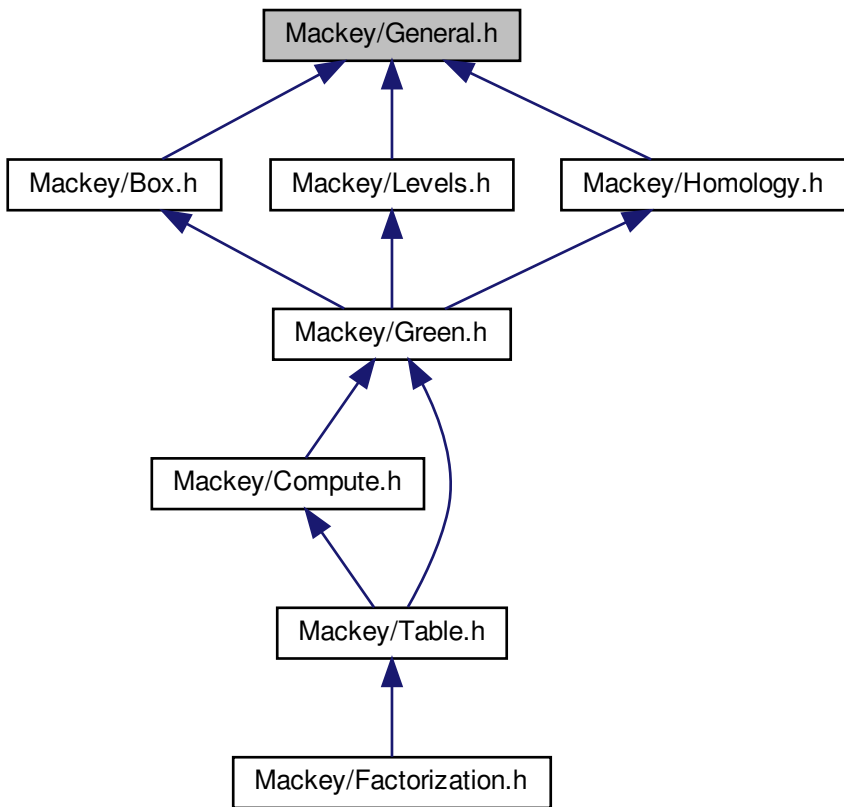 Mackey/General.h
Mackey/Box.h
Mackey/Levels.h
Mackey/Homology.h
Mackey/Green.h
Mackey/Compute.h
Mackey/Table.h
Mackey/Factorization.h